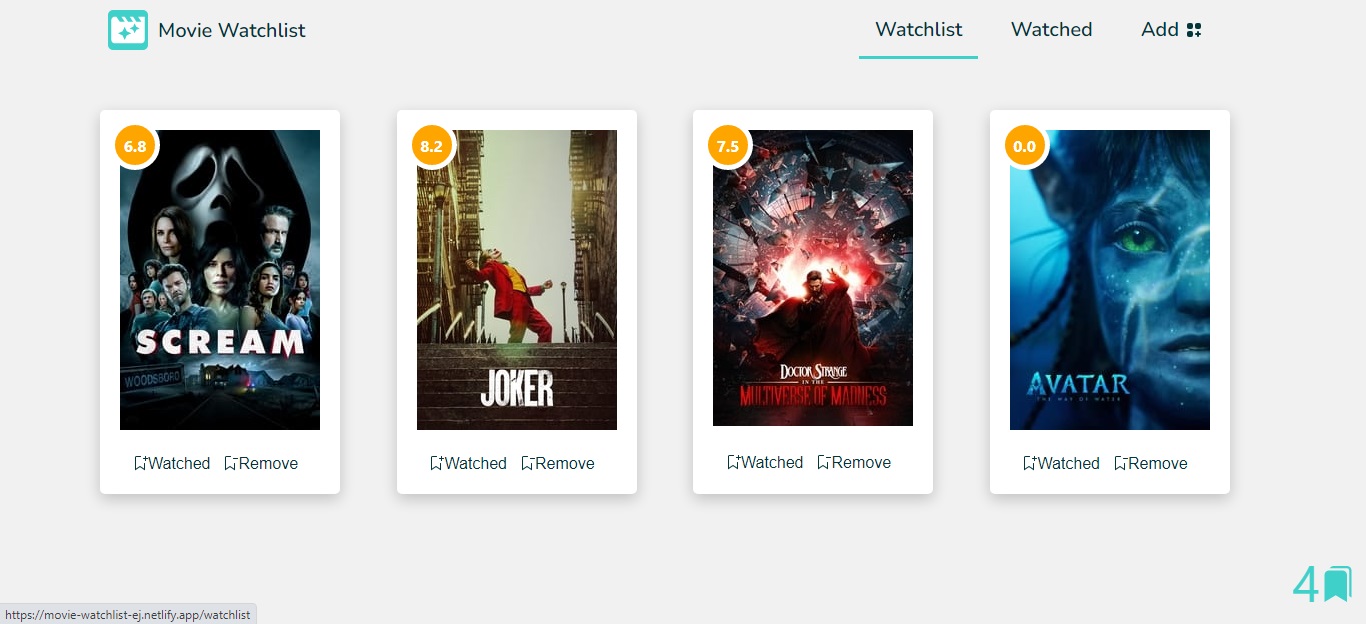 Movie Watchlist
Watchlist
Watched
Add
6.8
SCREAM
WOODSBORO
Watched
Remove
8.2
JOKER
Watched
Remove
7.5
DOCTOR STRANGE
IN THE
MULTIVERSE OF MADNESS
Watched
Remove
0.0
AVATAR
THE WAY OF WATER
Watched
Remove
4
https://movie-watchlist-ej.netlify.app/watchlist